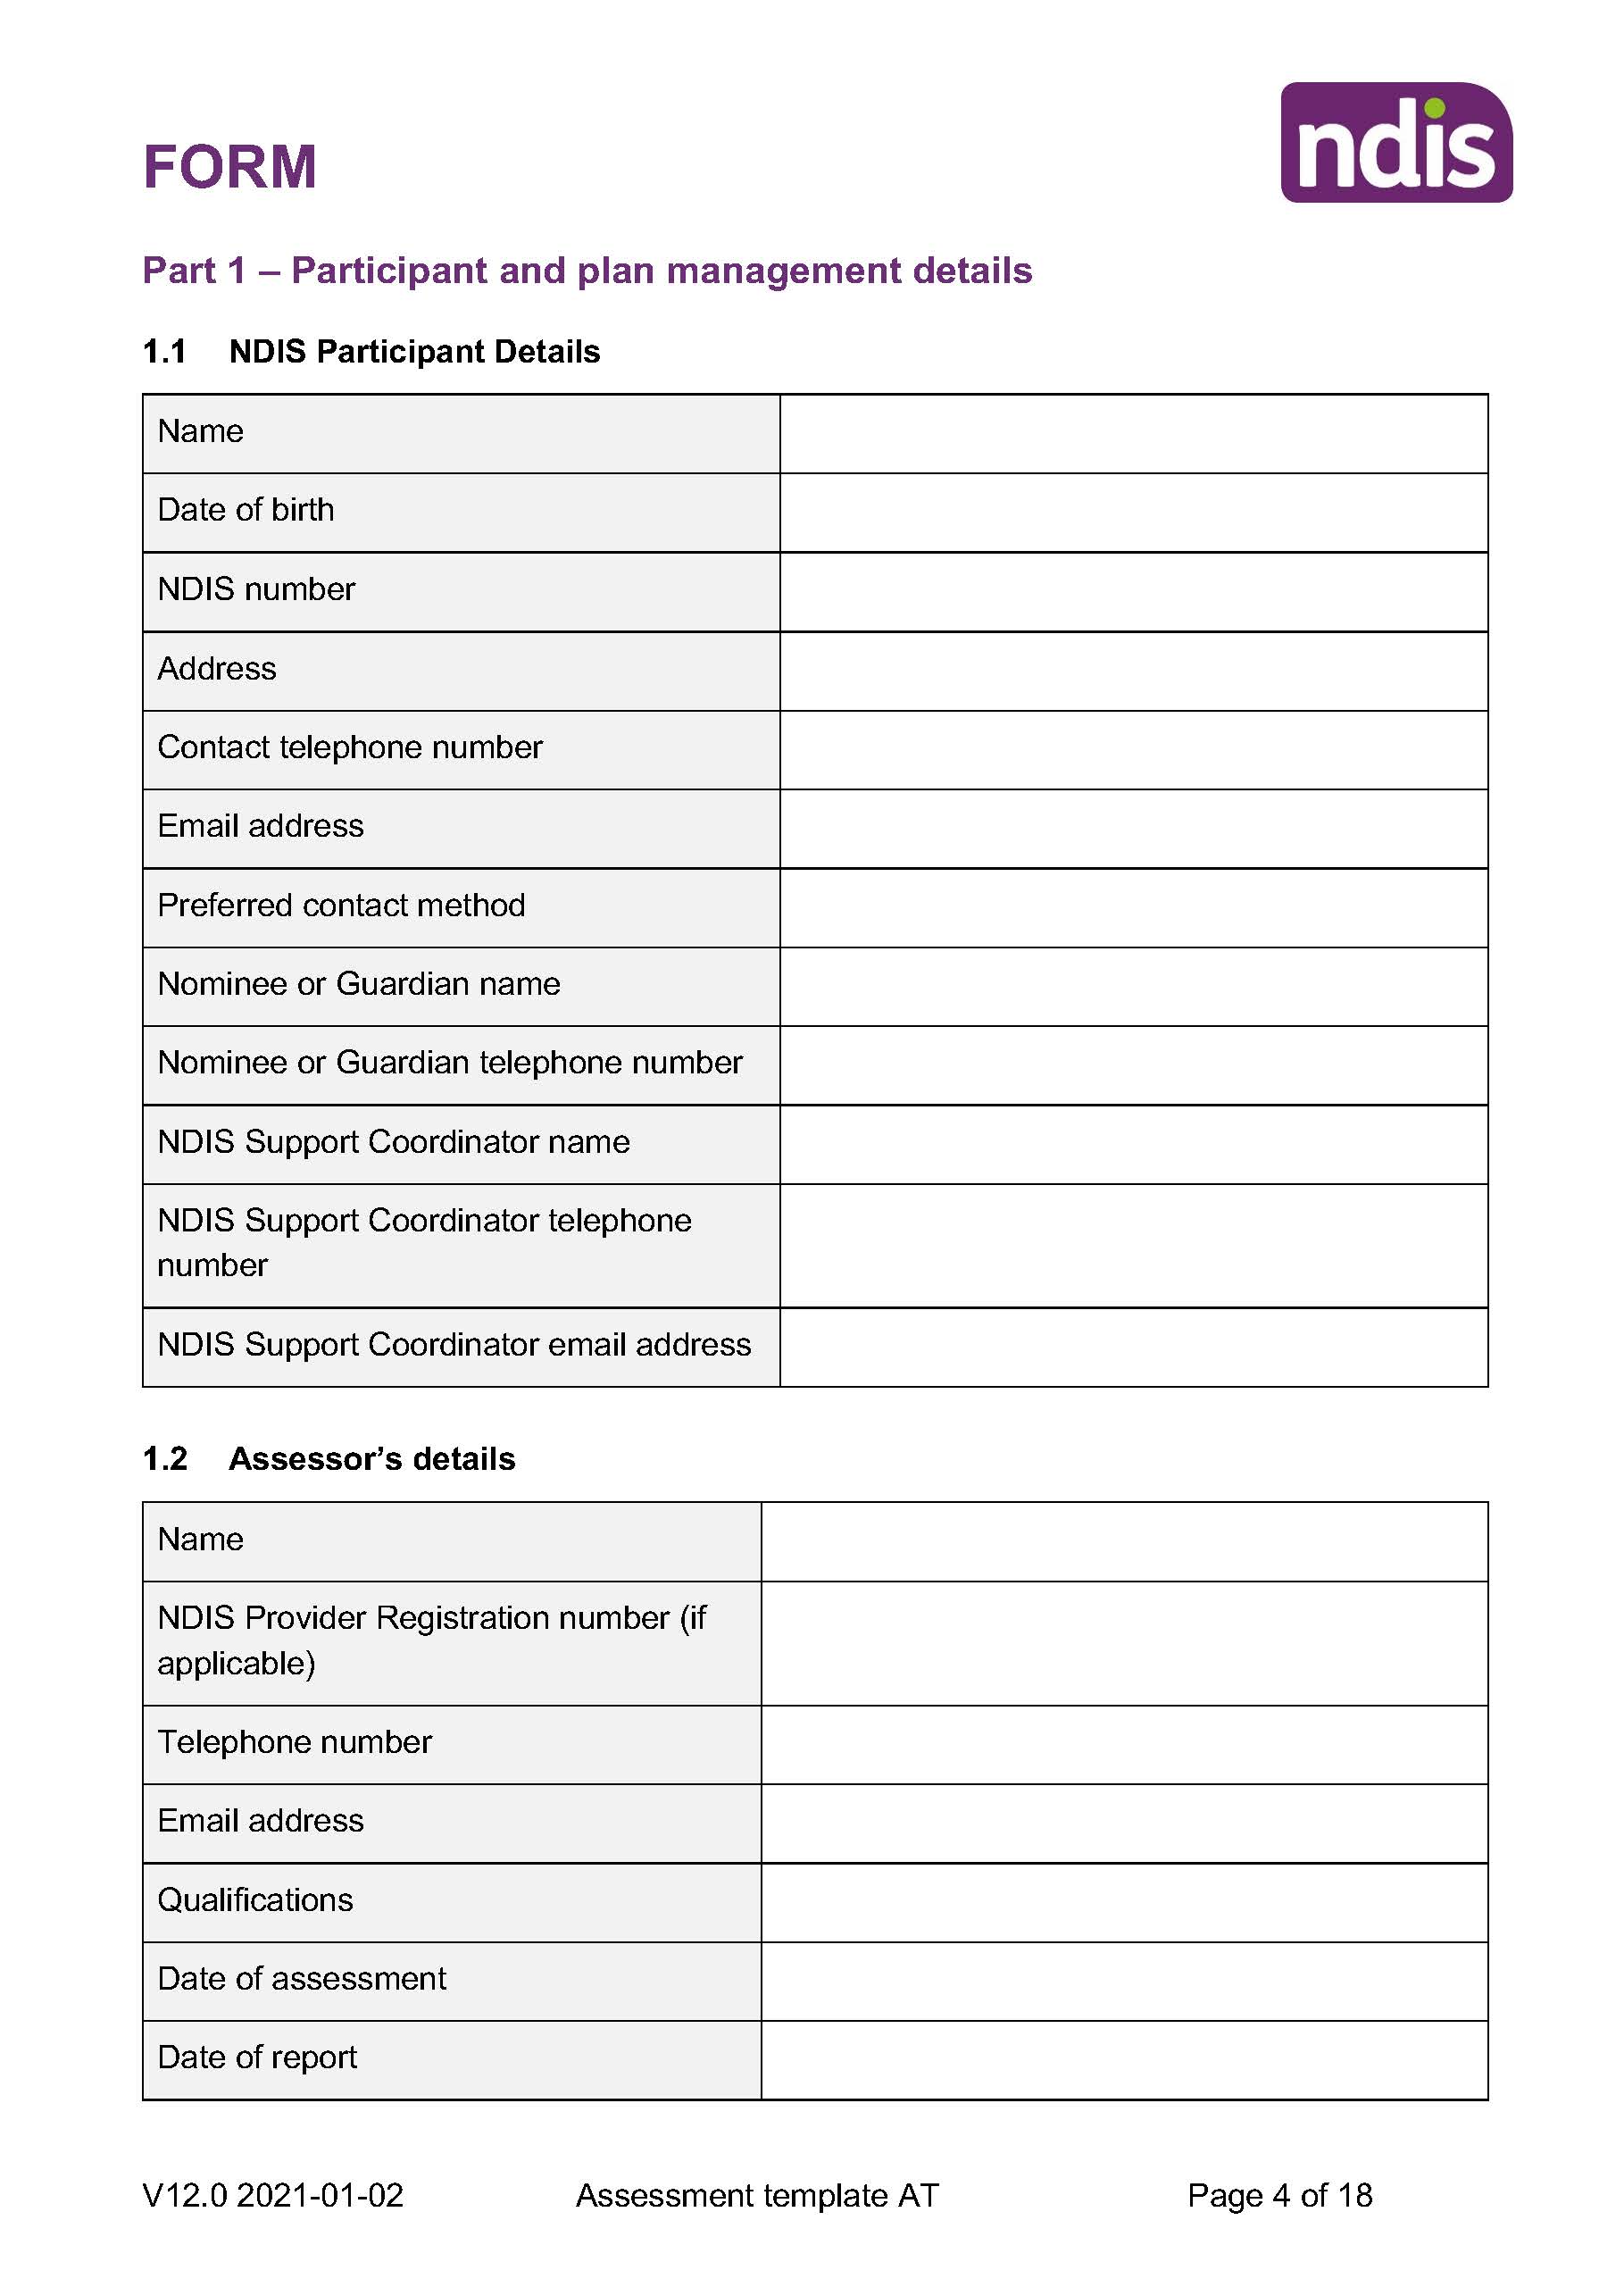 FORM
ndis
Part 1 – Participant and plan management details
1.1 NDIS Participant Details
Name
Date of birth
NDIS number
Address
Contact telephone number
Email address
Preferred contact method
Nominee or Guardian name
Nominee or Guardian telephone number
NDIS Support Coordinator name
NDIS Support Coordinator telephone
number
NDIS Support Coordinator email address
1.2 Assessor’s details
Name
NDIS Provider Registration number (if
applicable)
Telephone number
Email address
Qualifications
Date of assessment
Date of report
V12.0 2021-01-02 Assessment template AT Page 4 of 18